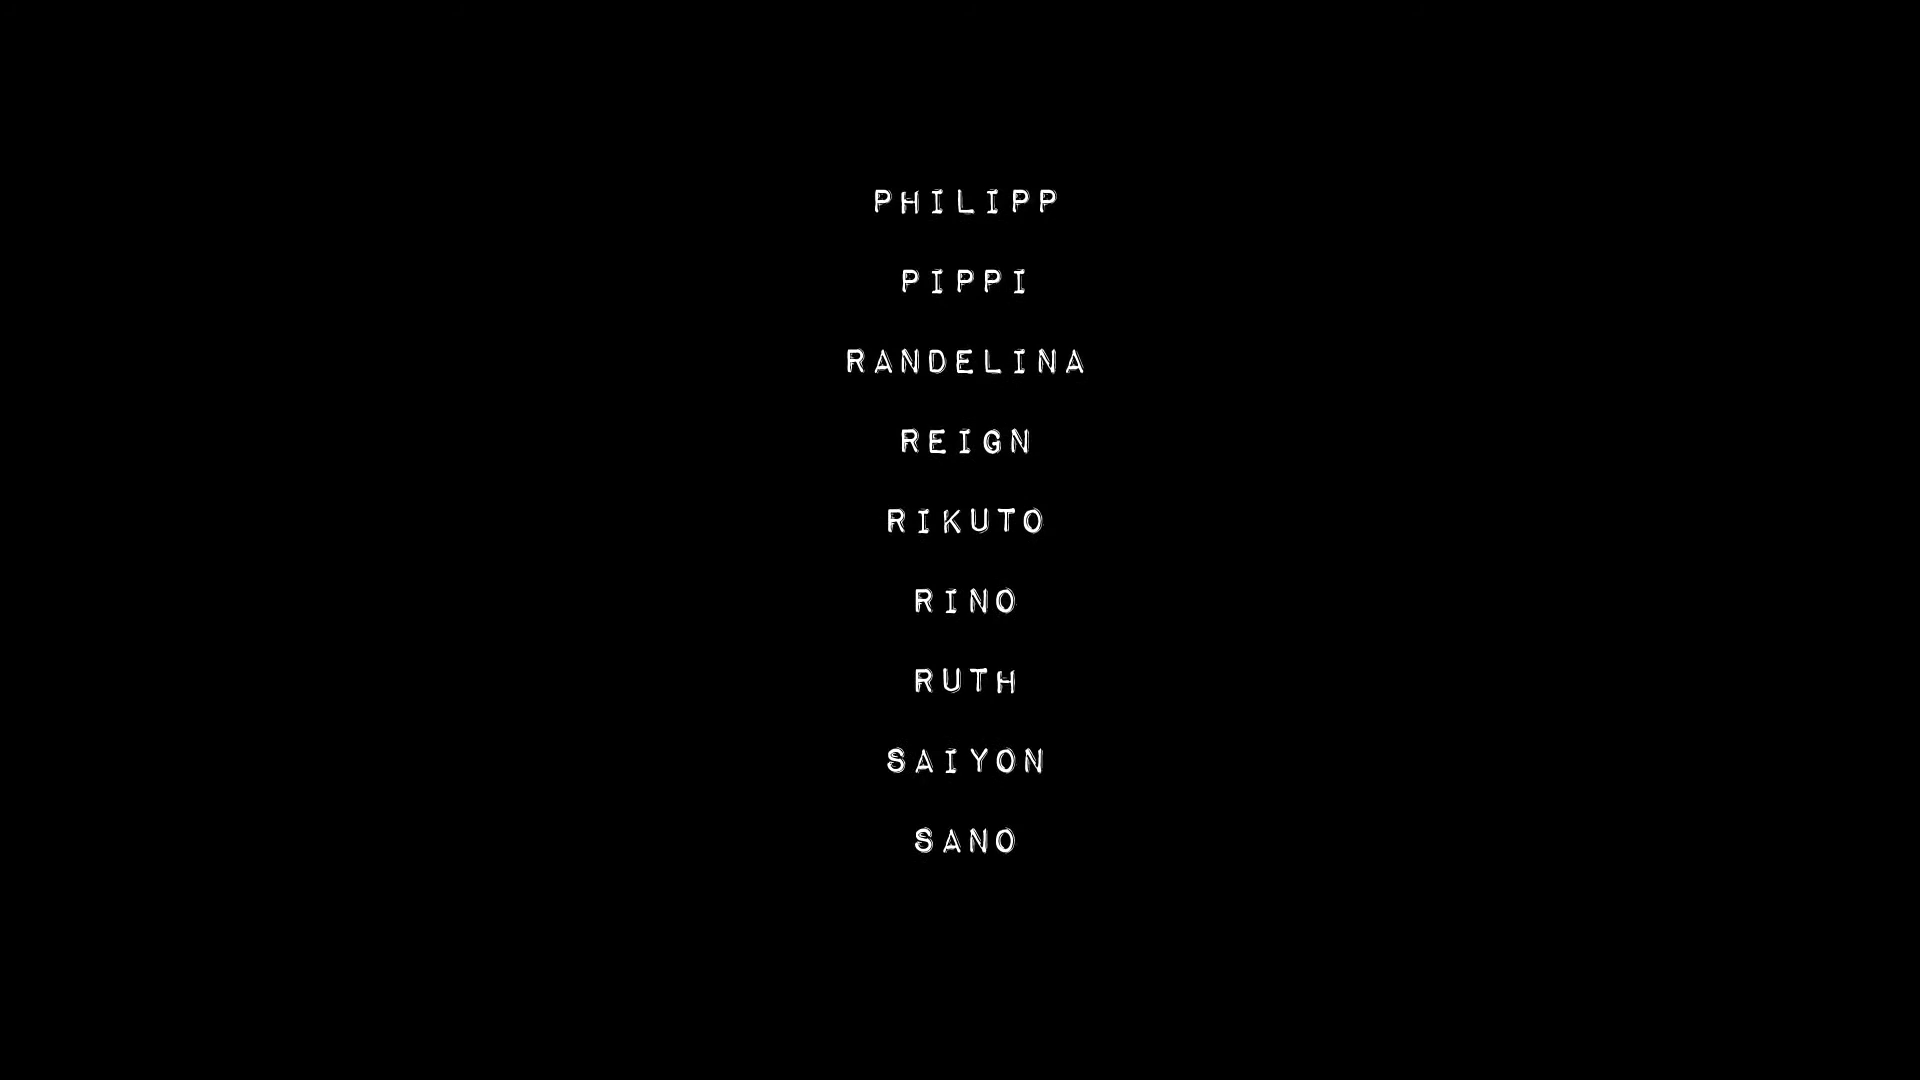 PHILIPP
PIPPI
RANDELINA
REIGN
RIKUTO
RINO
RUTH
SAIYON
SANO